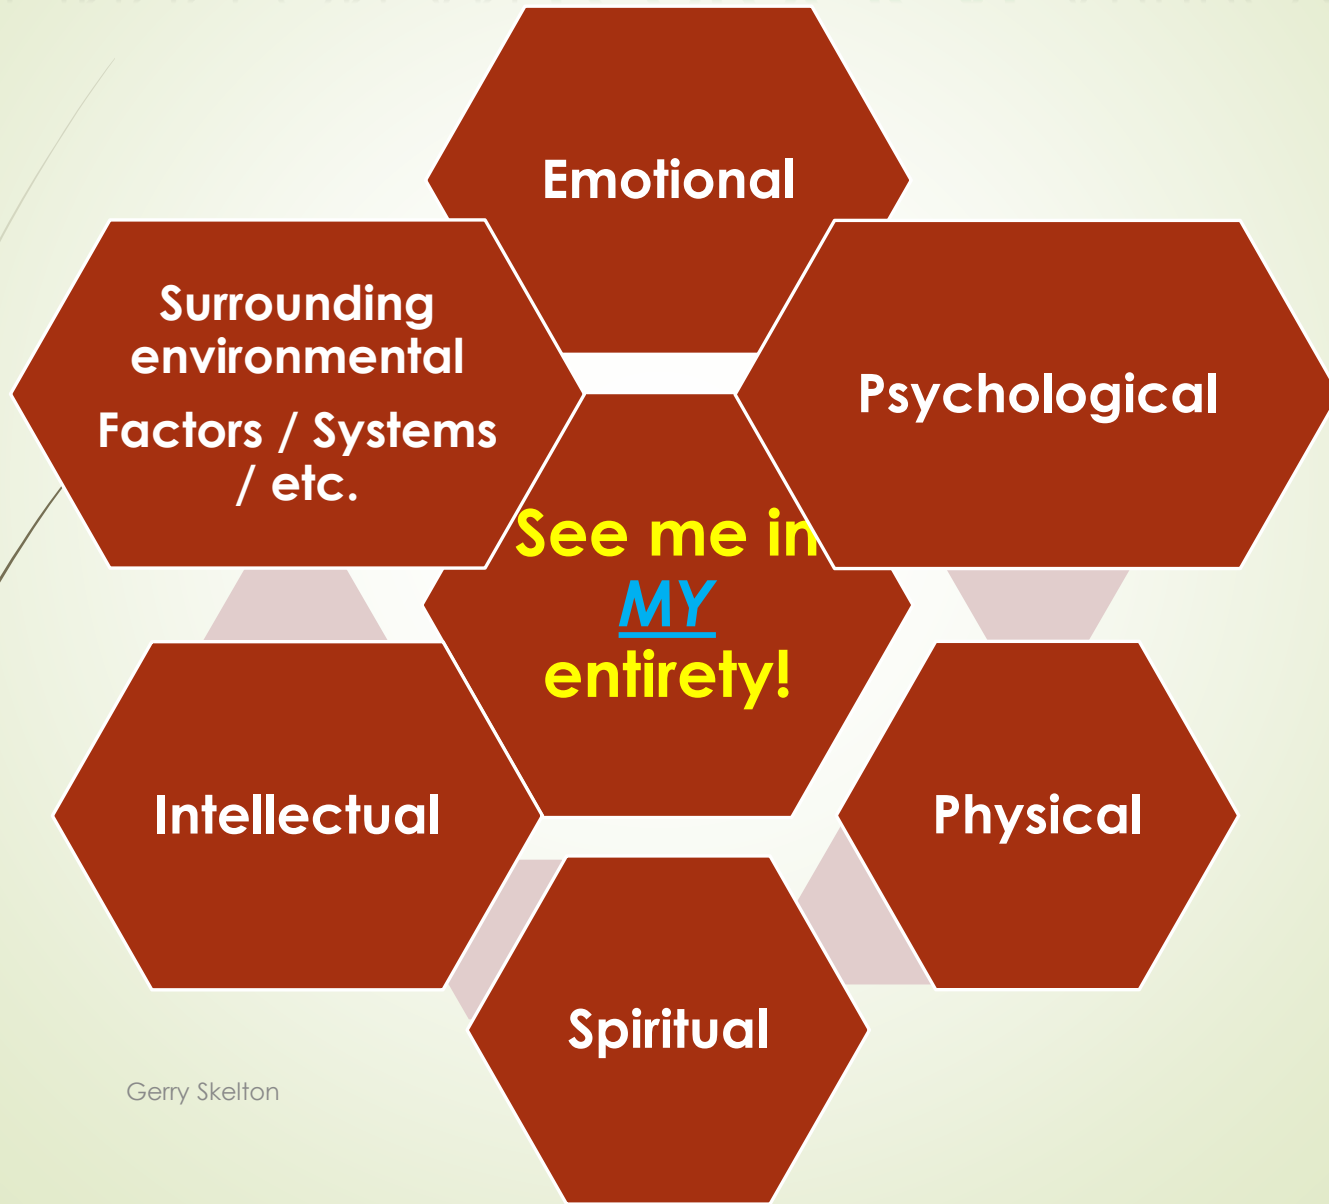 Emotional
Surrounding
environmental
Factors / Systems
/ etc.
Psychological
See me in
MY
entirety!
Intellectual
Physical
Spiritual
Gerry Skelton